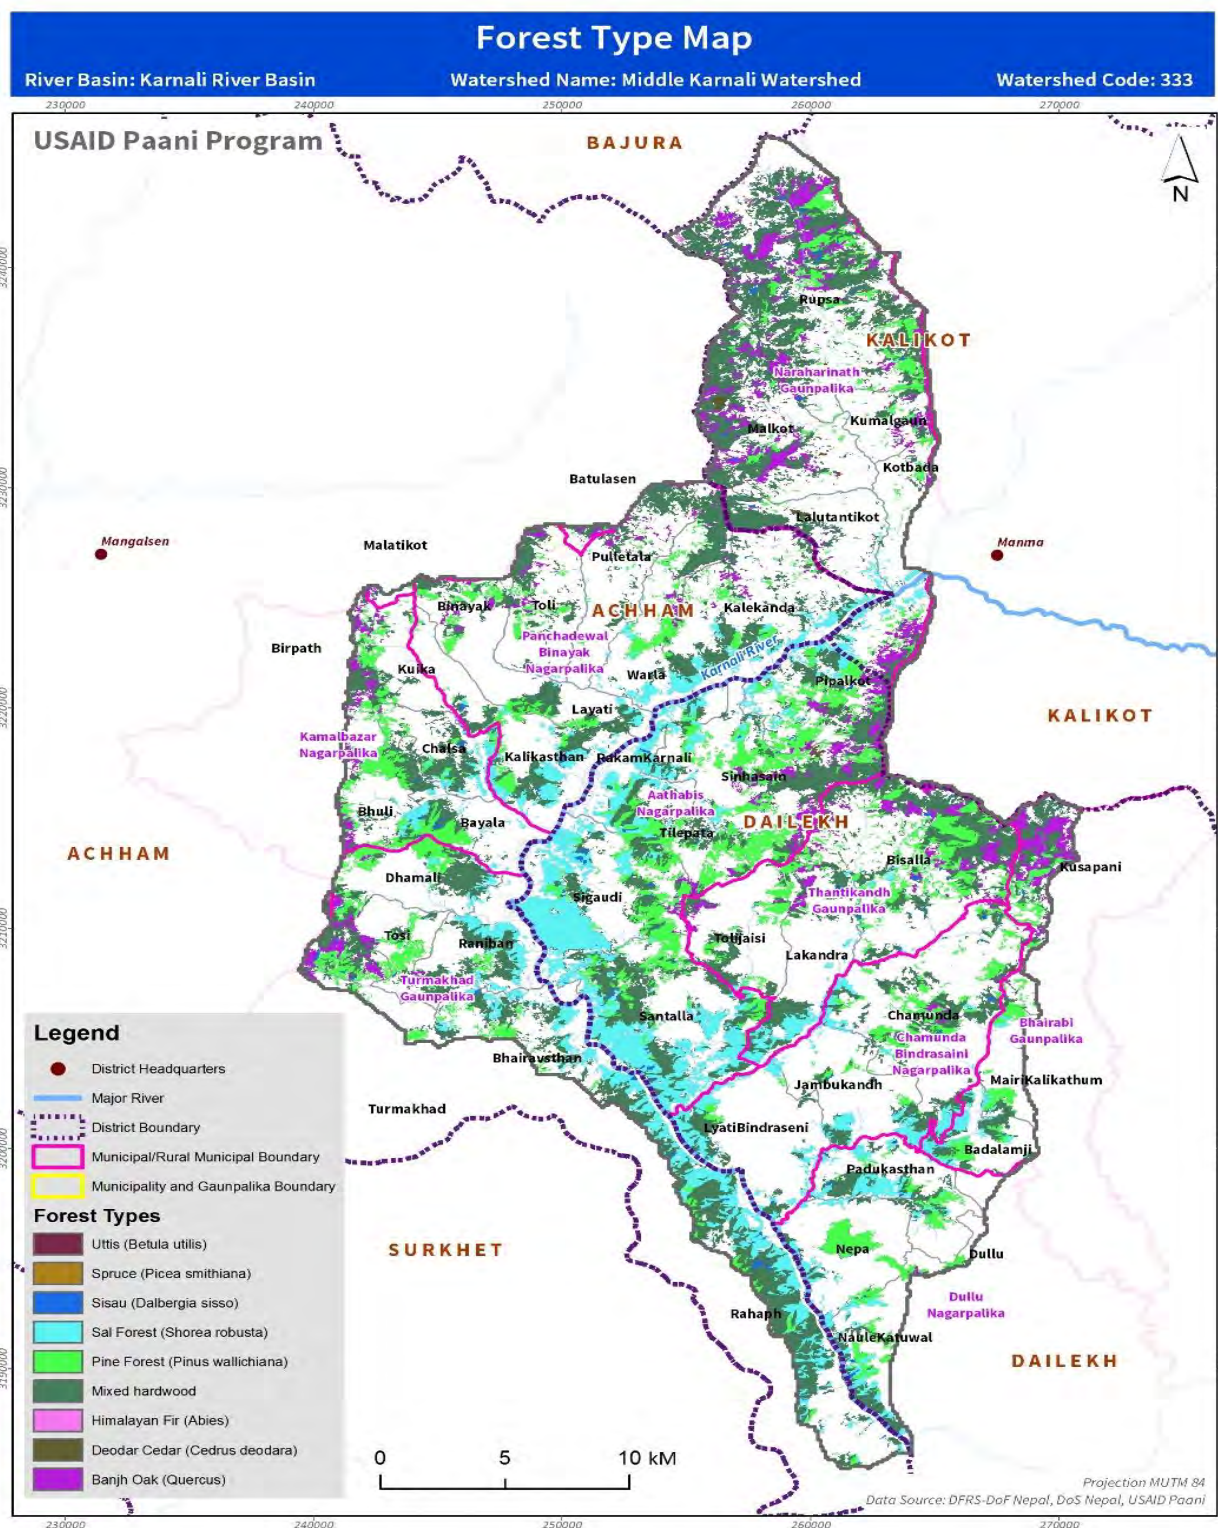 Forest Type Map
River Basin: Karnali River Basin
Watershed Name: Middle Karnali Watershed
Watershed Code: 333
230000
240000
250000
260000
270000
USAID Paani Program
BAJURA
N
3240000
Rupsa
KALIKOT
Naraharinath
Gaunpalika
Kumalgaun
Malkot
Kotbada
Batulasen
3230000
Lalutantikot
Mangalsen
Malatikot
Manma
Pulletala
Binayak
Toli
ACHHAM
Kalekanda
Panchadewal
Binayak
Nagarpalika
Birpath
Karnali River
Kuika
Warla
Pipalkot
3220000
Layati
KALIKOT
Kamalbazar
Nagarpalika
Chalsa
Kalikasthan
RakamKarnali
Sinhasain
Aathabis
Nagarpalika
Bhuli
Bayala
Tilepata
DAILEKH
ACHHAM
Bisalla
Kusapani
Dhamali
Thantikandh
Gaunpalika
Sigaudi
3210000
Tosi
Raniban
Tolijaisi
Lakandra
Turmakhad
Gaunpalika
Santalla
Chamunda
Bhairabi
Gaunpalika
Chamunda
Bindrasaini
Nagarpalika
Bhairavsthan
Jambukandh
MairiKalikathum
Turmakhad
LyatiBindraseni
3200000
Badalamji
Padukasthan
SURKHET
Nepa
Dullu
Dullu
Nagarpalika
Rahaph
NauleKatuwal
DAILEKH
3190000
Legend
District Headquarters
Major River
District Boundary
Municipal/Rural Municipal Boundary
Municipality and Gaunpalika Boundary
Forest Types
Uttis (Betula utilis)
Spruce (Picea smithiana)
Sisau (Dalbergia sisso)
Sal Forest (Shorea robusta)
Pine Forest (Pinus wallichiana)
Mixed hardwood
Himalayan Fir (Abies)
Deodar Cedar (Cedrus deodara)
Banjh Oak (Quercus)
0
5
10 kM
Projection MUTM 84
Data Source: DFRS-DoF Nepal, DoS Nepal, USAID Paani
230000
240000
250000
260000
270000